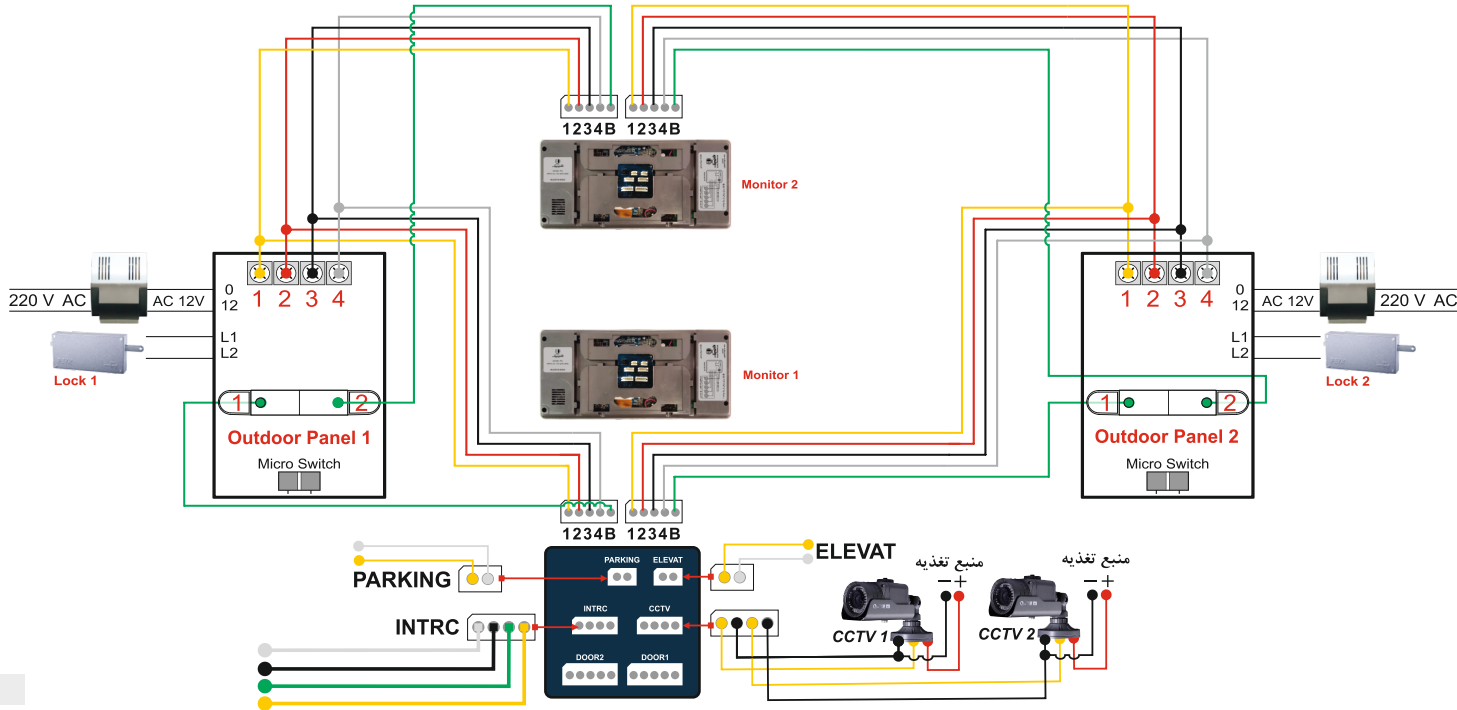 1234B 1234B
Monitor 2
1 2 3 4
1 2 3 4
220 V AC
AC 12V
0
12
L1
L2
Lock 1
0
12
L1
L2
AC 12V
220 V AC
Lock 2
Monitor 1
1 2
Outdoor Panel 1
Micro Switch
1 2
Outdoor Panel 2
Micro Switch
1234B 1234B
PARKING
ELEVAT
INTRC
PARKING ELEVAT
INTRC CCTV
DOOR2 DOOR1
منبع تغذیه
− +
CCTV 1
منبع تغذیه
− +
CCTV 2